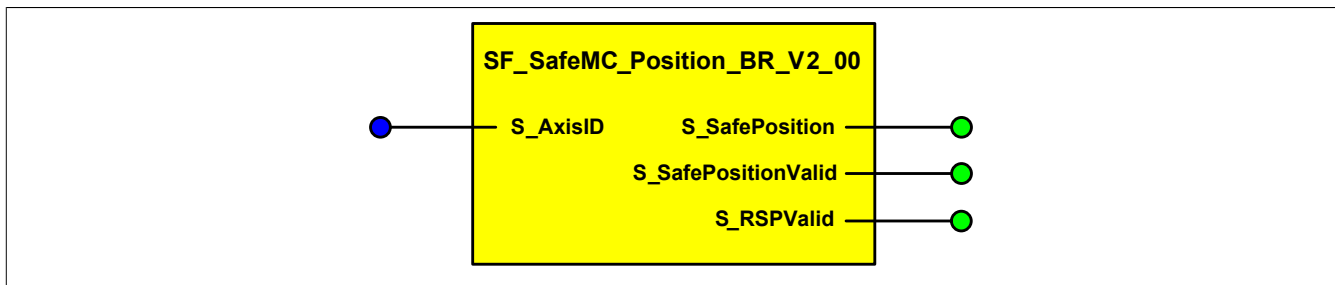 SF_SafeMC_Position_BR_V2_00
S_AxisID S_SafePosition
S_SafePositionValid
S_RSPValid